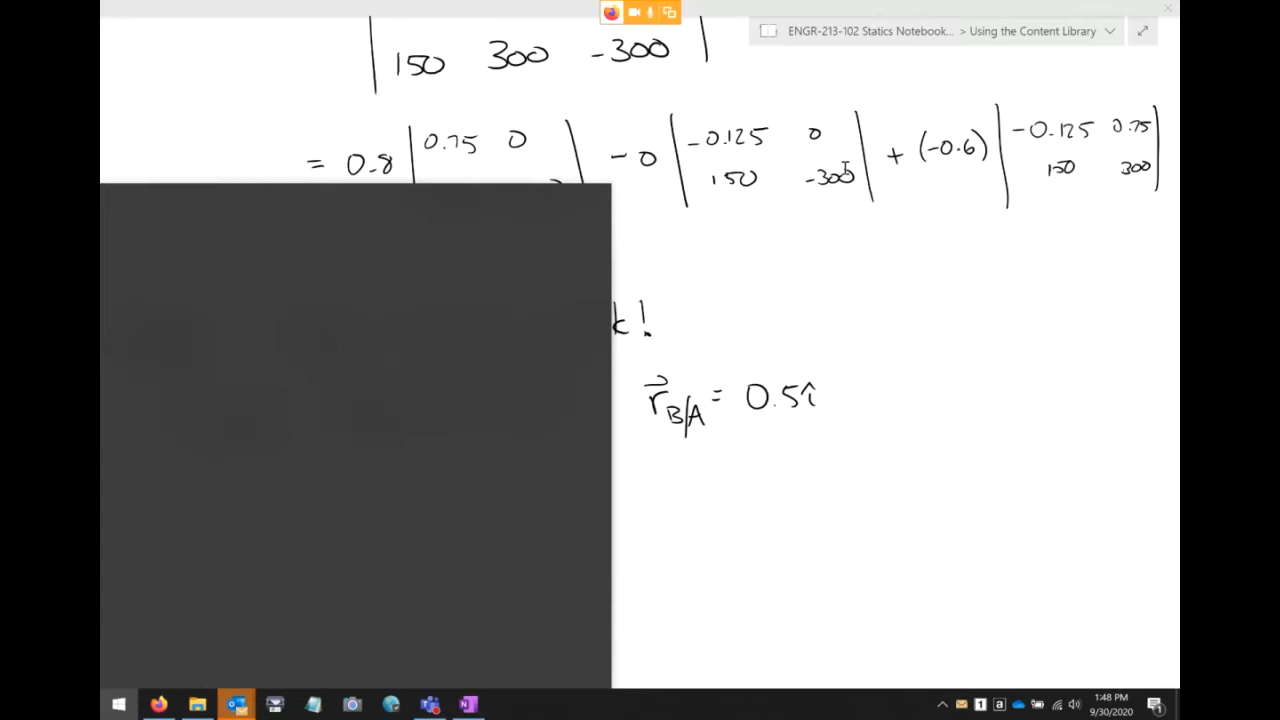 ENGR-213-102 Statics Notebook... > Using the Content Library
150 300 -300
= 0.8 | 0.75 0 | - 0 | -0.125 0 | + (-0.6) | -0.125 0.75 |
150 -300 150 300
k!
r⃗ B/A = 0.5î
1:48 PM
9/30/2020